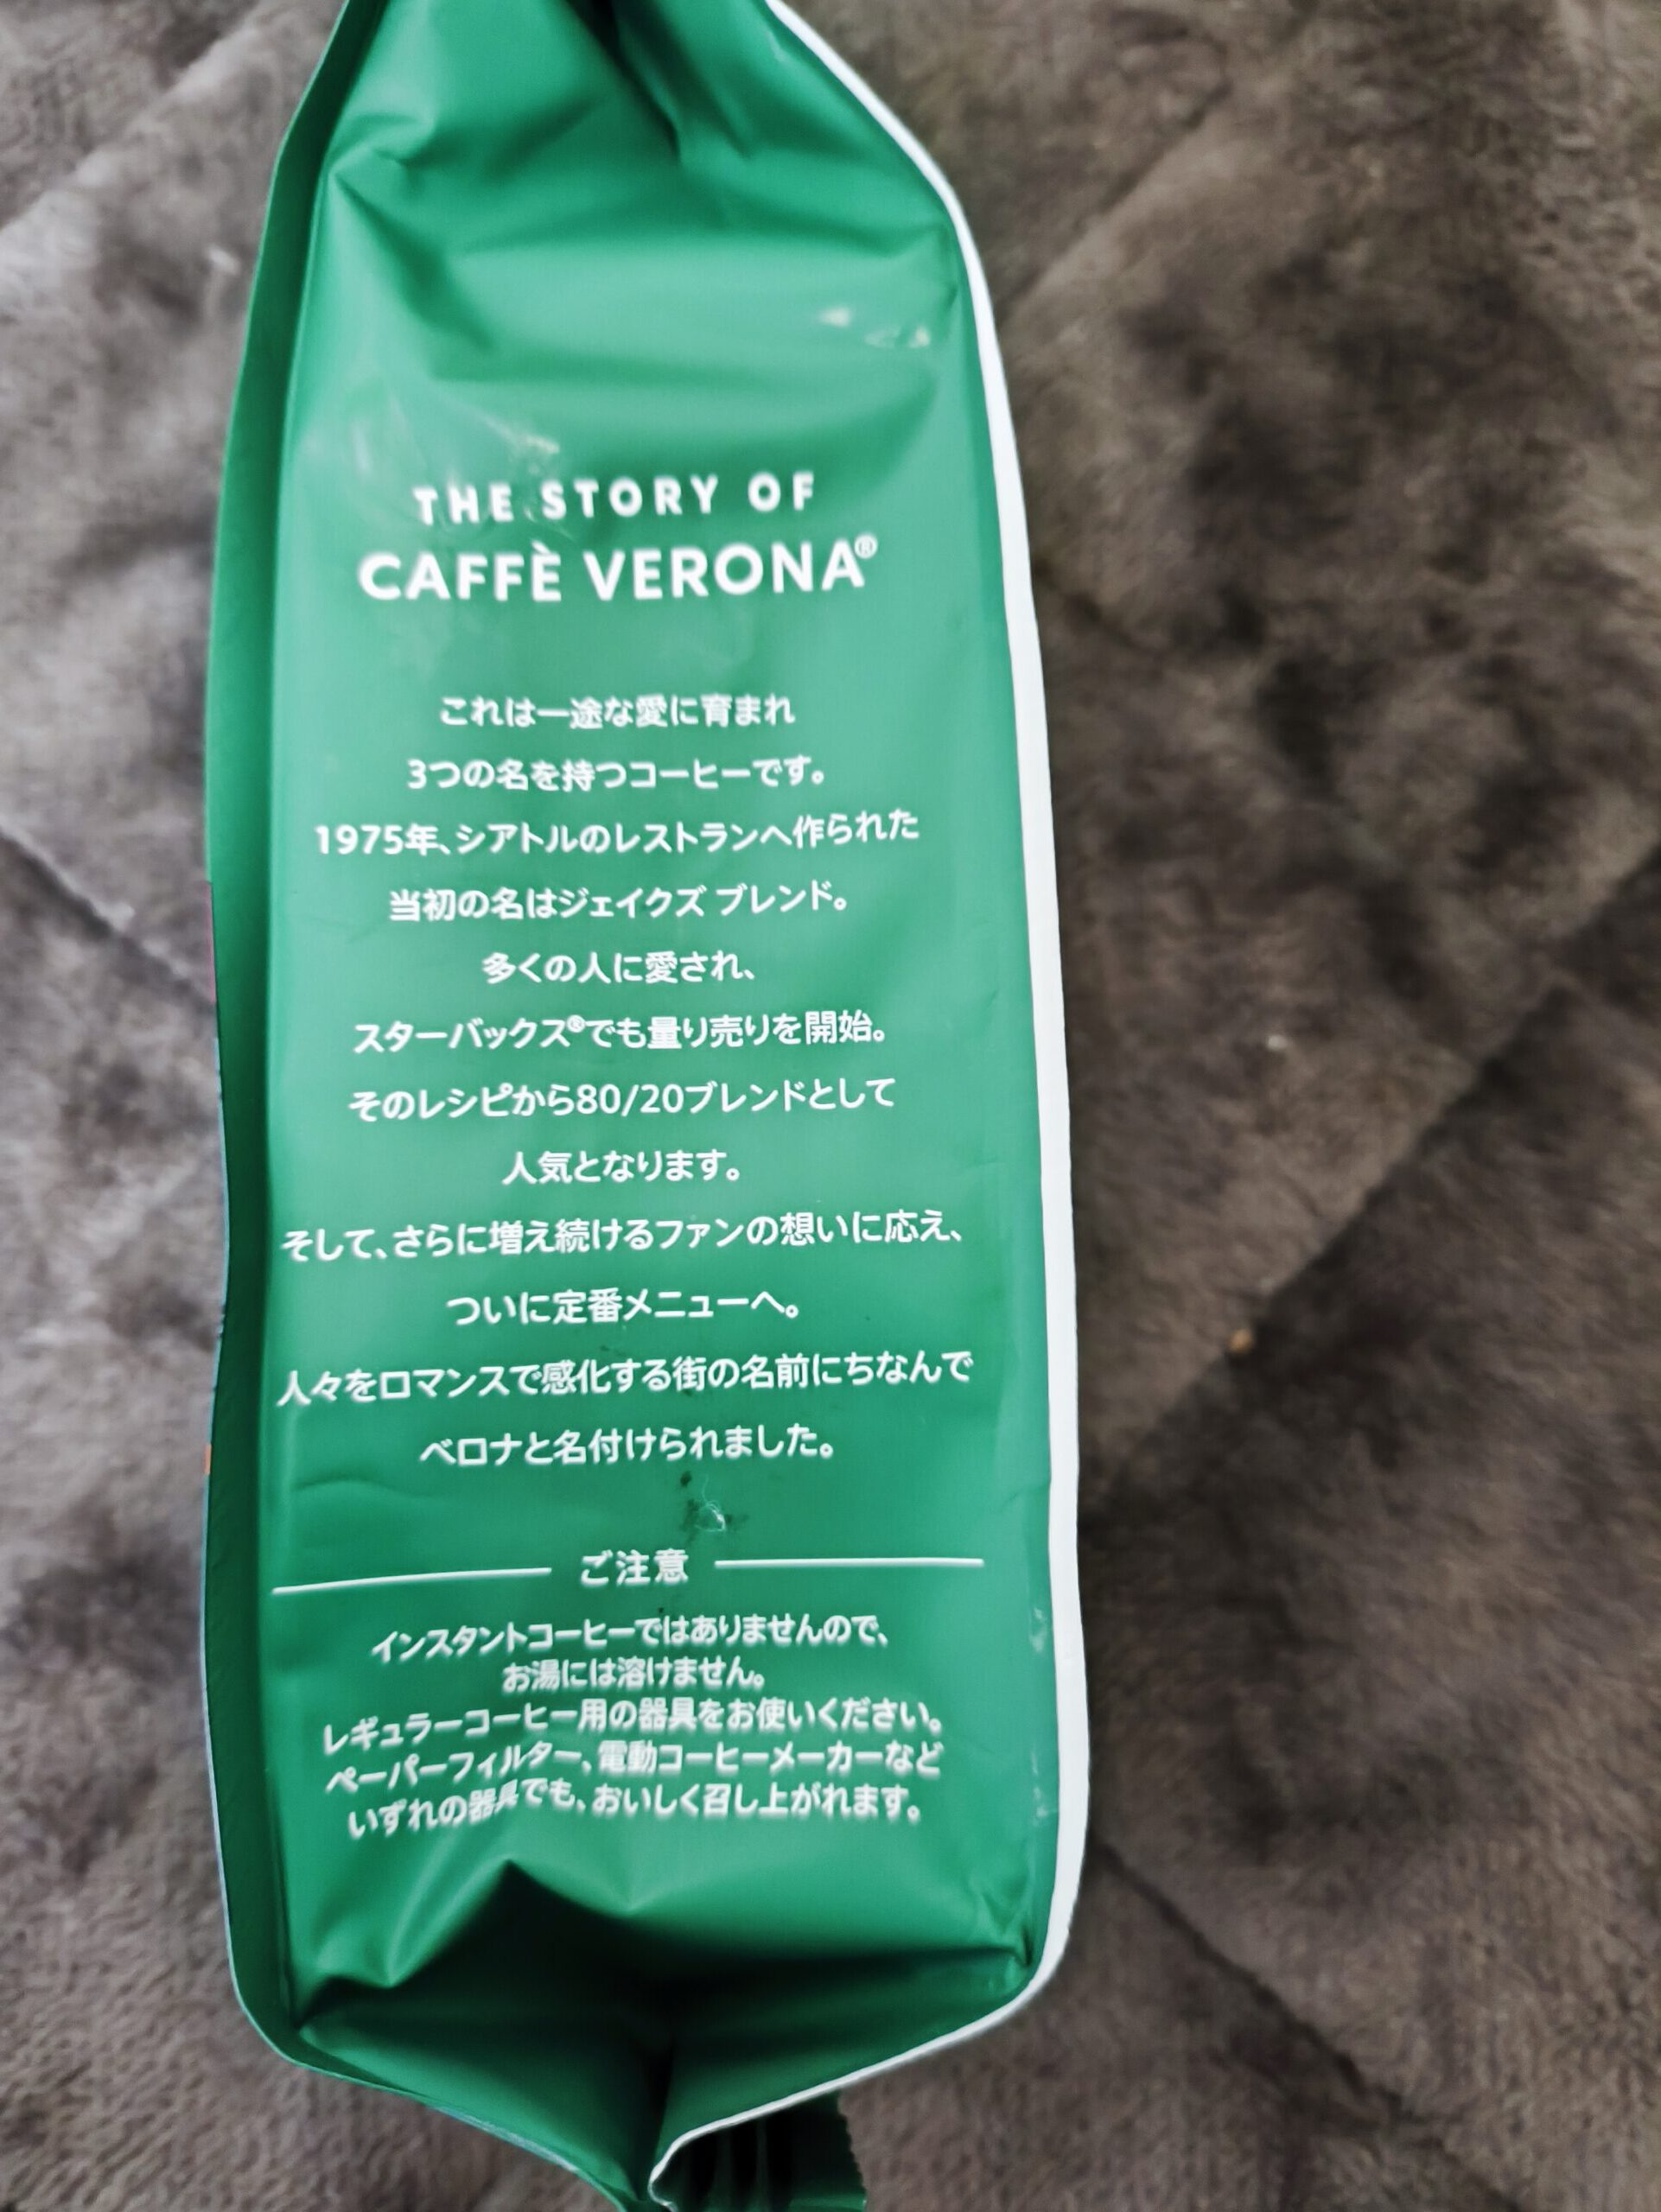 THE STORY OF
CAFFÈ VERONA®
これは一途な愛に育まれ
3つの名を持つコーヒーです。
1975年、シアトルのレストランへ作られた
当初の名はジェイクズ ブレンド。
多くの人に愛され、
スターバックス®でも量り売りを開始。
そのレシピから80/20ブレンドとして
人気となります。
そして、さらに増え続けるファンの想いに応え、
ついに定番メニューへ。
人々をロマンスで感化する街の名前にちなんで
ベロナと名付けられました。
ご注意
インスタントコーヒーではありませんので、
お湯には溶けません。
レギュラーコーヒー用の器具をお使いください。
ペーパーフィルター、電動コーヒーメーカーなど
いずれの器具でも、おいしく召し上がれます。